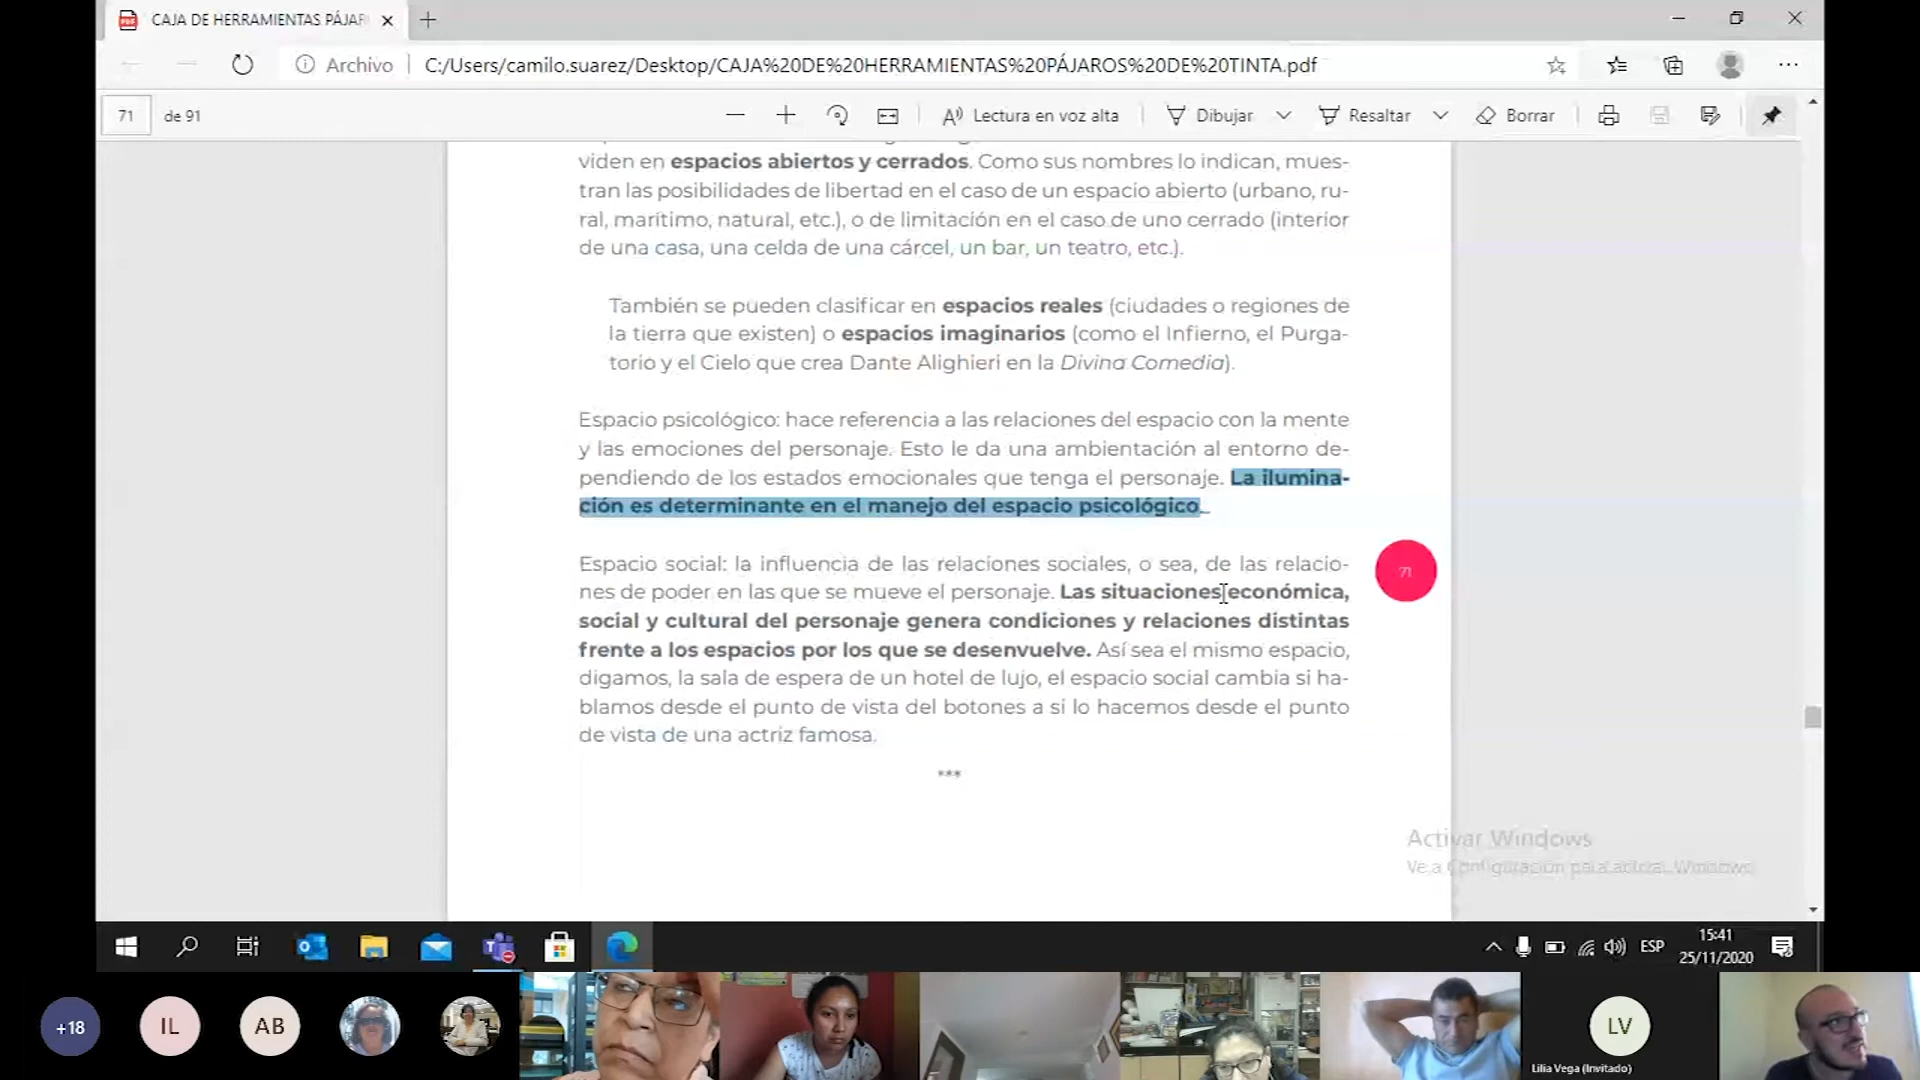 CAJA DE HERRAMIENTAS PÁJAR
Archivo
C:/Users/camilo.suarez/Desktop/CAJA%20DE%20HERRAMIENTAS%20PÁJAROS%20DE%20TINTA.pdf
71 de 91
Lectura en voz alta
Dibujar
Resaltar
Borrar
viden en espacios abiertos y cerrados. Como sus nombres lo indican, mues-
tran las posibilidades de libertad en el caso de un espacio abierto (urbano, ru-
ral, marítimo, natural, etc.), o de limitación en el caso de uno cerrado (interior
de una casa, una celda de una cárcel, un bar, un teatro, etc.).
También se pueden clasificar en espacios reales (ciudades o regiones de
la tierra que existen) o espacios imaginarios (como el Infierno, el Purga-
torio y el Cielo que crea Dante Alighieri en la Divina Comedia).
Espacio psicológico: hace referencia a las relaciones del espacio con la mente
y las emociones del personaje. Esto le da una ambientación al entorno de-
pendiendo de los estados emocionales que tenga el personaje. La ilumina-
ción es determinante en el manejo del espacio psicológico.
Espacio social: la influencia de las relaciones sociales, o sea, de las relacio-
nes de poder en las que se mueve el personaje. Las situaciones económica,
social y cultural del personaje genera condiciones y relaciones distintas
frente a los espacios por los que se desenvuelve. Así sea el mismo espacio,
digamos, la sala de espera de un hotel de lujo, el espacio social cambia si ha-
blamos desde el punto de vista del botones a si lo hacemos desde el punto
de vista de una actriz famosa.
71
***
Activar Windows
Ve a Configuración para activar Windows.
ESP
15:41
25/11/2020
+18
IL
AB
LV
Lilia Vega (Invitado)